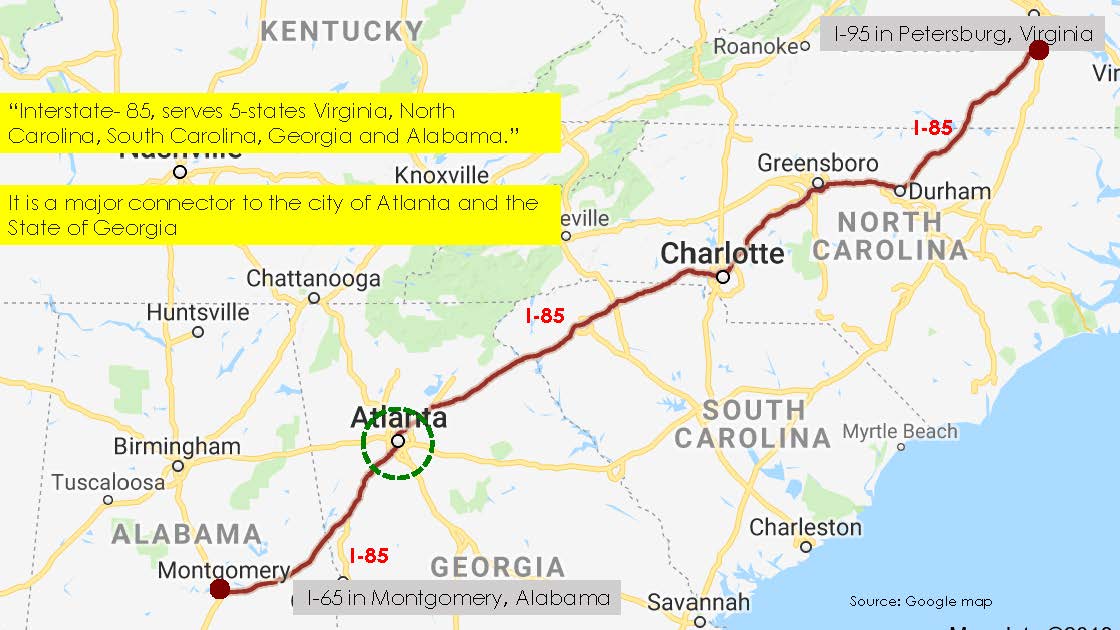 KENTUCKY
I-95 in Petersburg, Virginia
Roanoke
Vir
"Interstate- 85, serves 5-states Virginia, North
Carolina, South Carolina, Georgia and Alabama."
I-85
Nashville
Greensboro
Knoxville
Durham
It is a major connector to the city of Atlanta and the
State of Georgia
eville
NORTH
CAROLINA
Charlotte
Chattanooga
Huntsville
I-85
Atlanta
SOUTH
CAROLINA
Myrtle Beach
Birmingham
Tuscaloosa
ALABAMA
Charleston
I-85
Montgomery
GEORGIA
I-65 in Montgomery, Alabama
Savannah
Source: Google map